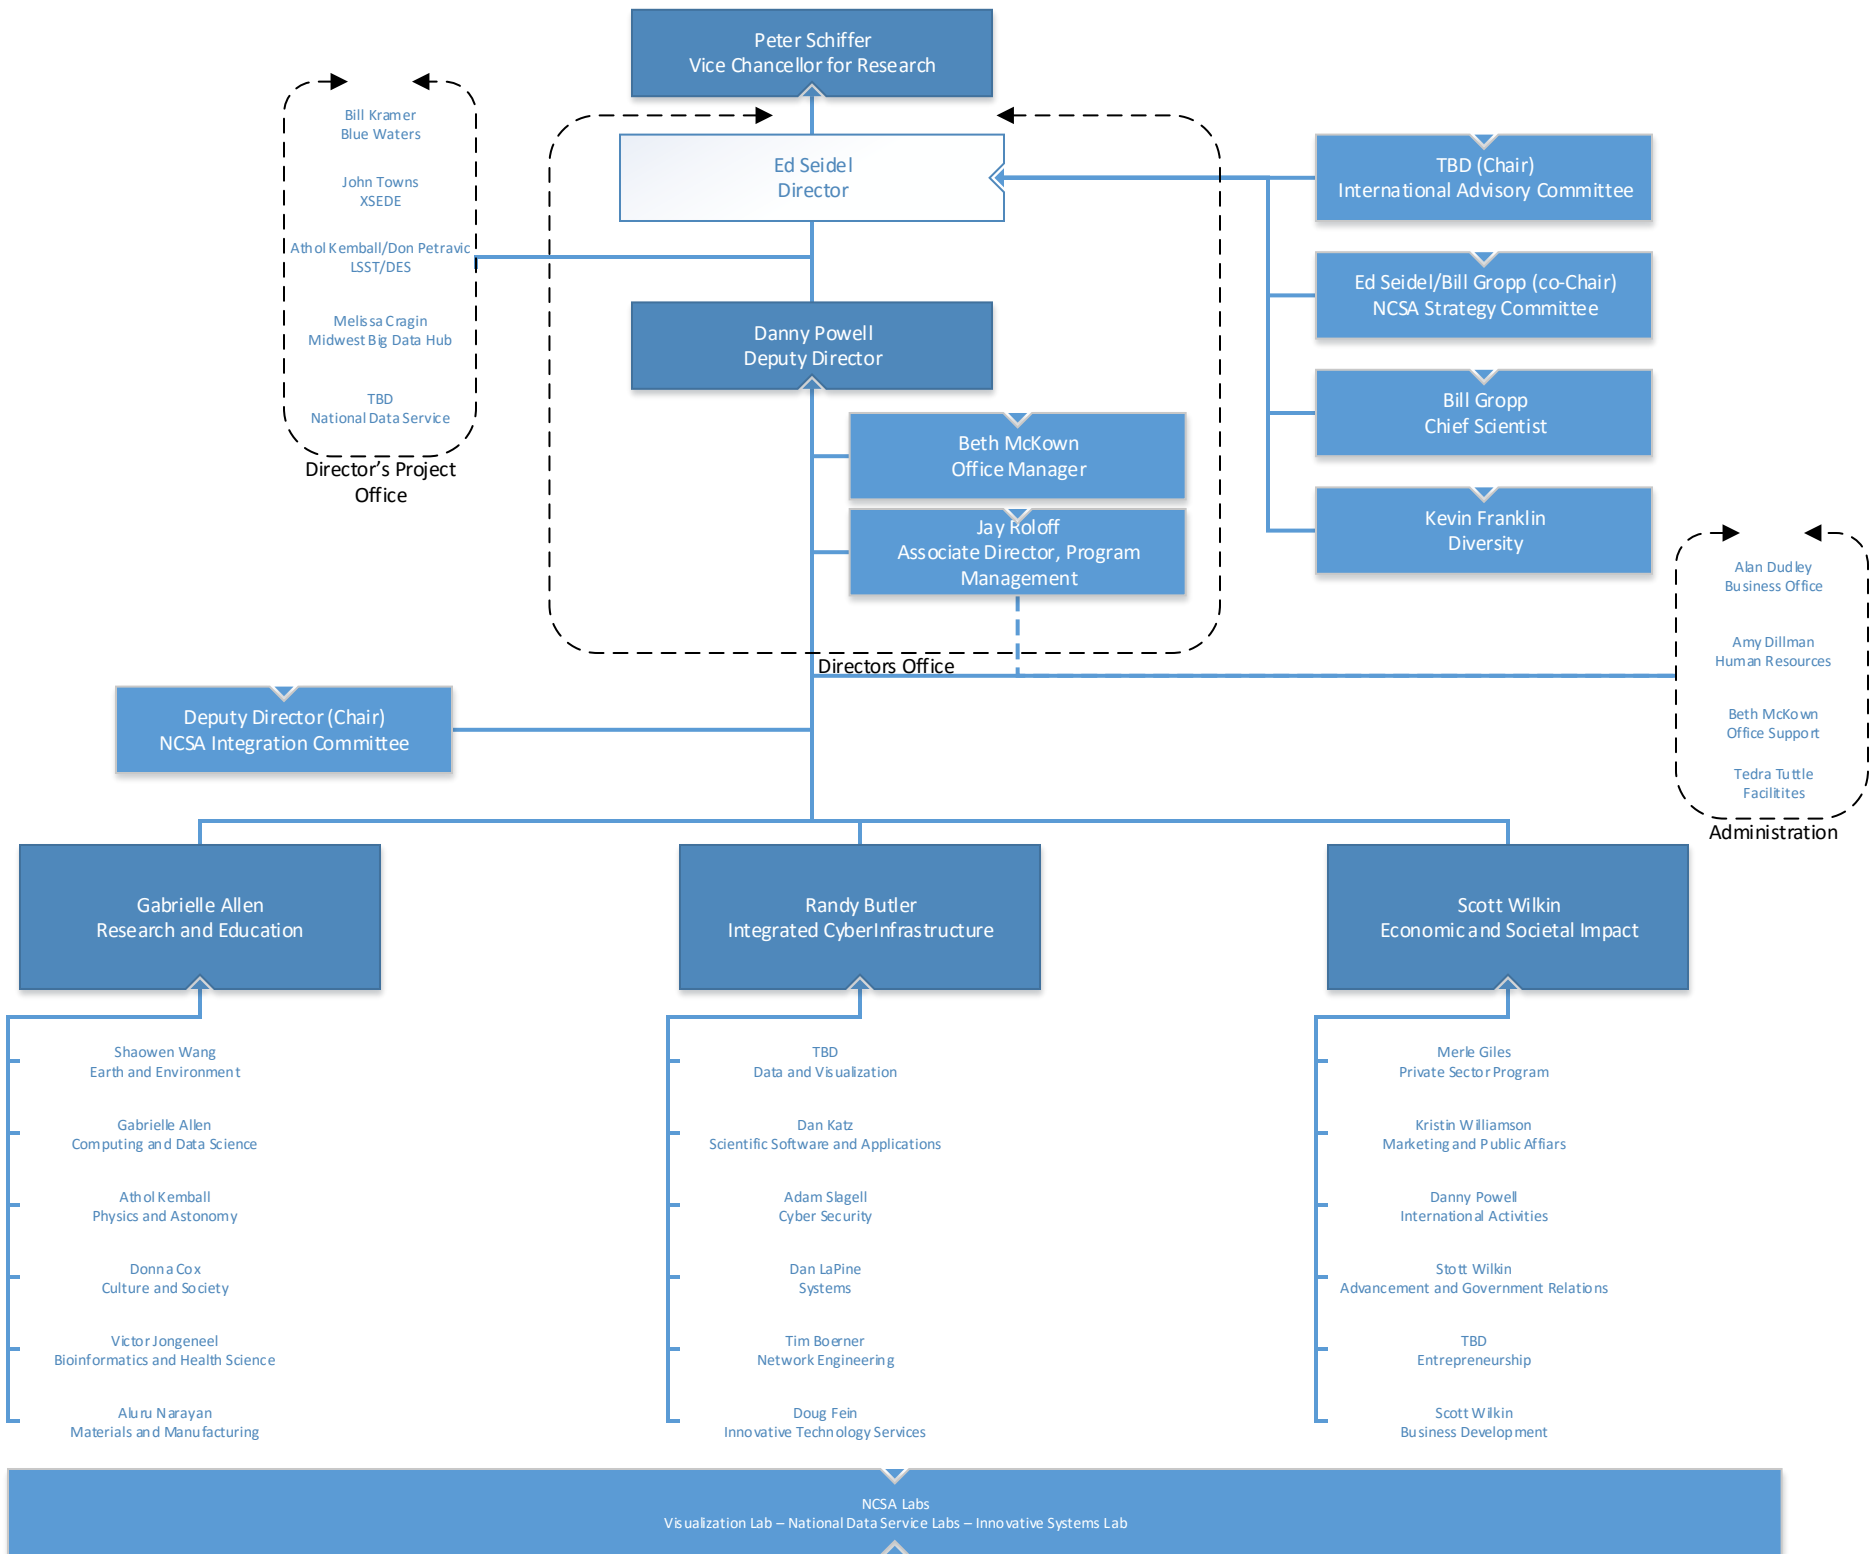 Peter Schiffer
Vice Chancellor for Research
Ed Seidel
Director
Bill Kramer
Blue Waters
John Towns
XSEDE
Athol Kemball/Don Petravic
LSST/DES
Melissa Cragin
Midwest Big Data Hub
TBD
National Data Service
Director's Project
Office
TBD (Chair)
International Advisory Committee
Ed Seidel/Bill Gropp (co-Chair)
NCSA Strategy Committee
Bill Gropp
Chief Scientist
Kevin Franklin
Diversity
Danny Powell
Deputy Director
Beth McKown
Office Manager
Jay Roloff
Associate Director, Program
Management
Directors Office
Alan Dudley
Business Office
Amy Dillman
Human Resources
Beth McKown
Office Support
Tedra Tuttle
Facilitites
Administration
Deputy Director (Chair)
NCSA Integration Committee
Gabrielle Allen
Research and Education
Randy Butler
Integrated CyberInfrastructure
Scott Wilkin
Economic and Societal Impact
Shaowen Wang
Earth and Environment
Gabrielle Allen
Computing and Data Science
Athol Kemball
Physics and Astonomy
Donna Cox
Culture and Society
Victor Jongeneel
Bioinformatics and Health Science
Aluru Narayan
Materials and Manufacturing
TBD
Data and Visualization
Dan Katz
Scientific Software and Applications
Adam Slagell
Cyber Security
Dan LaPine
Systems
Tim Boerner
Network Engineering
Doug Fein
Innovative Technology Services
Merle Giles
Private Sector Program
Kristin Williamson
Marketing and Public Affiars
Danny Powell
International Activities
Stott Wilkin
Advancement and Government Relations
TBD
Entrepreneurship
Scott Wilkin
Business Development
NCSA Labs
Visualization Lab – National Data Service Labs – Innovative Systems Lab